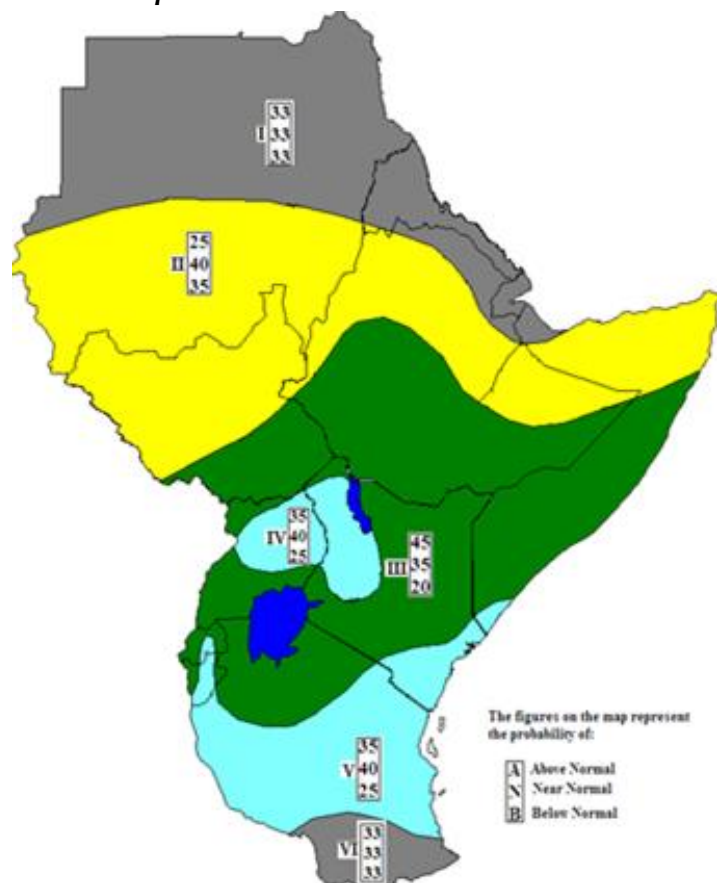 33
I 33
33
25
II 40
35
35
IV 40
25
45
III 35
20
The figures on the map represent
the probability of:
A Above Normal
N Near Normal
B Below Normal
35
V 40
25
33
VI 33
33